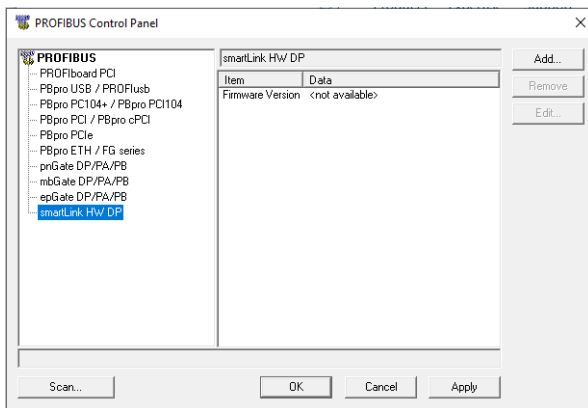 PROFIBUS Control Panel
PROFIBUS
PROFIboard PCI
PBpro USB / PROFIusb
PBpro PC104+ / PBpro PCI104
PBpro PCI / PBpro cPCI
PBpro PCIe
PBpro ETH / FG series
pnGate DP/PA/PB
mbGate DP/PA/PB
epGate DP/PA/PB
smartLink HW DP
smartLink HW DP
Item Data
Firmware Version <not available>
Add...
Remove
Edit...
Scan... OK Cancel Apply